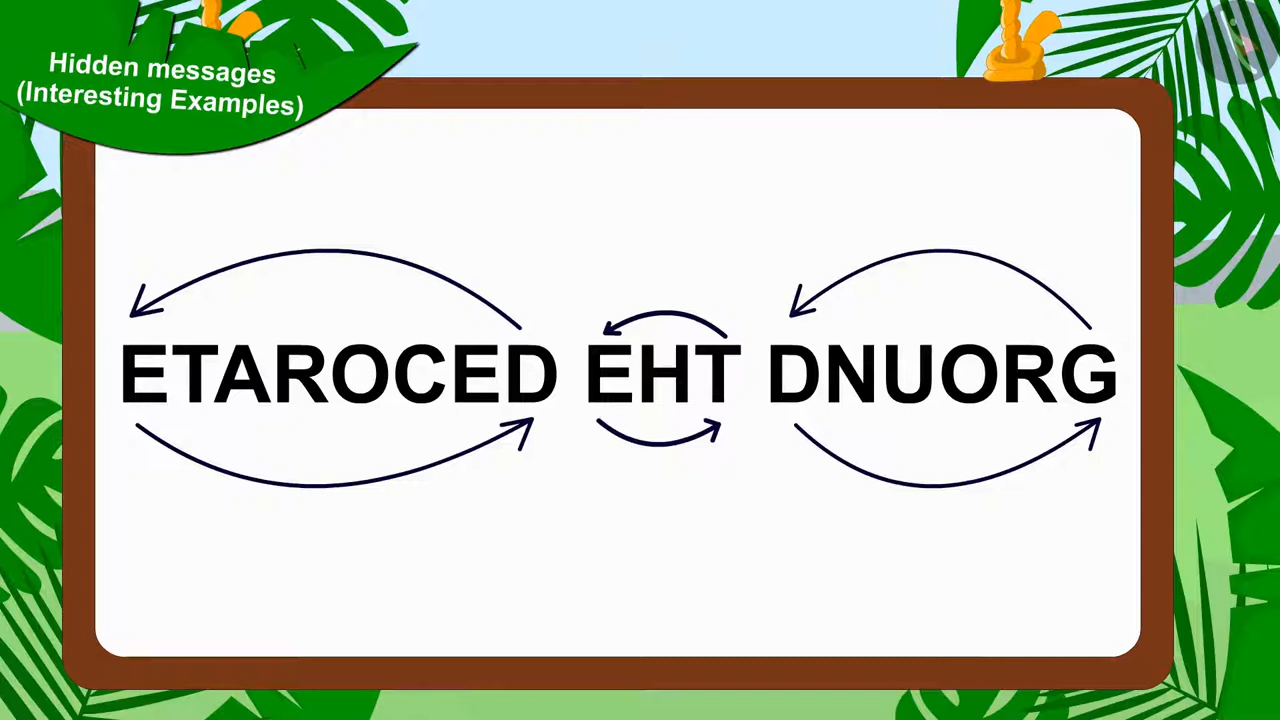 Hidden messages
(Interesting Examples)
ETAROCED EHT DNUORG